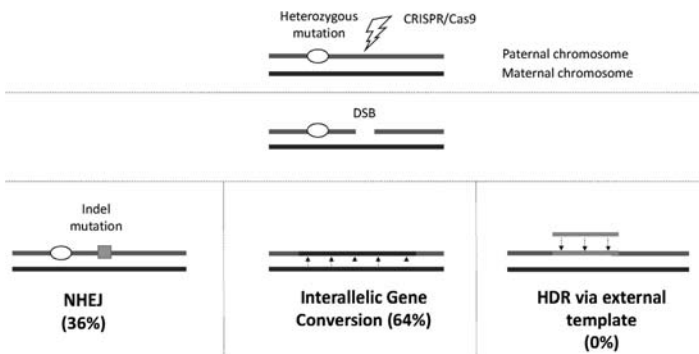 Heterozygous
mutation
CRISPR/Cas9
Paternal chromosome
Maternal chromosome
DSB
Indel
mutation
NHEJ
(36%)
Interallelic Gene
Conversion (64%)
HDR via external
template
(0%)